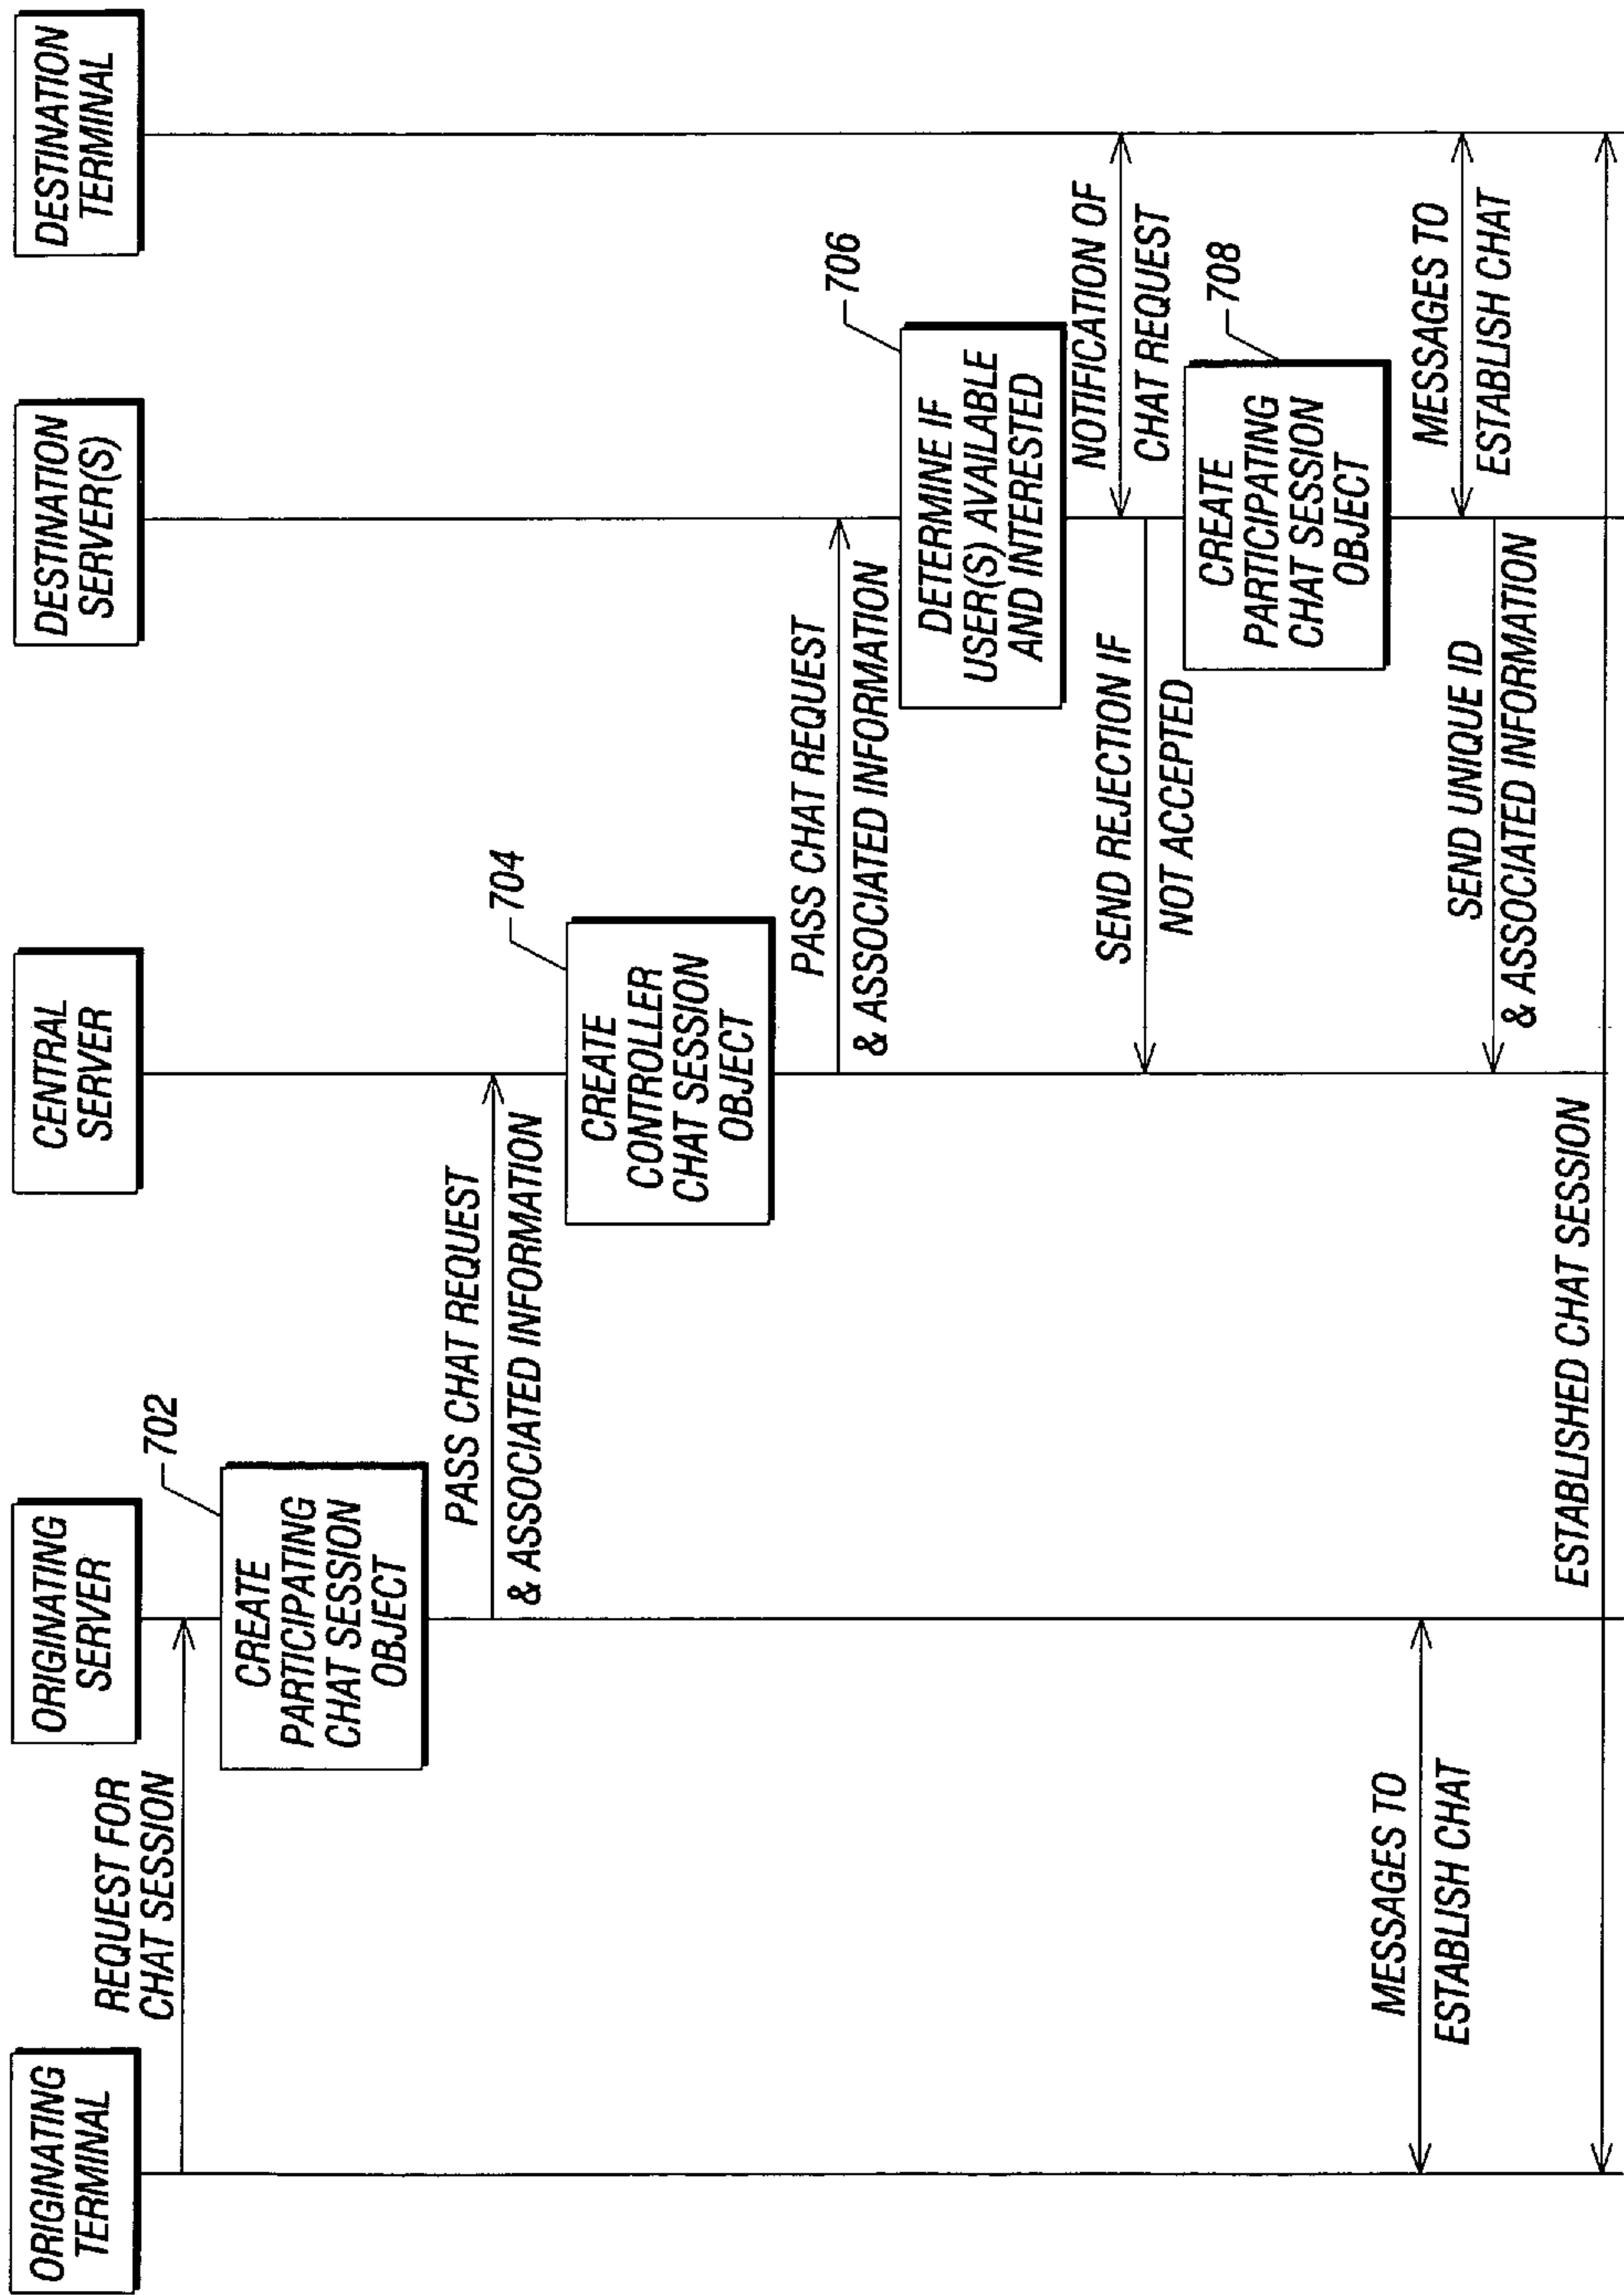 ORIGINATING
TERMINAL
ORIGINATING
SERVER
CENTRAL
SERVER
DESTINATION
SERVER(S)
DESTINATION
TERMINAL
REQUEST FOR
CHAT SESSION
702
CREATE
PARTICIPATING
CHAT SESSION
OBJECT
PASS CHAT REQUEST
& ASSOCIATED INFORMATION
704
CREATE
CONTROLLER
CHAT SESSION
OBJECT
PASS CHAT REQUEST
& ASSOCIATED INFORMATION
706
DETERMINE IF
USER(S) AVAILABLE
AND INTERESTED
NOTIFICATION OF
CHAT REQUEST
SEND REJECTION IF
NOT ACCEPTED
708
CREATE
PARTICIPATING
CHAT SESSION
OBJECT
MESSAGES TO
ESTABLISH CHAT
MESSAGES TO
ESTABLISH CHAT
SEND UNIQUE ID
& ASSOCIATED INFORMATION
ESTABLISHED CHAT SESSION